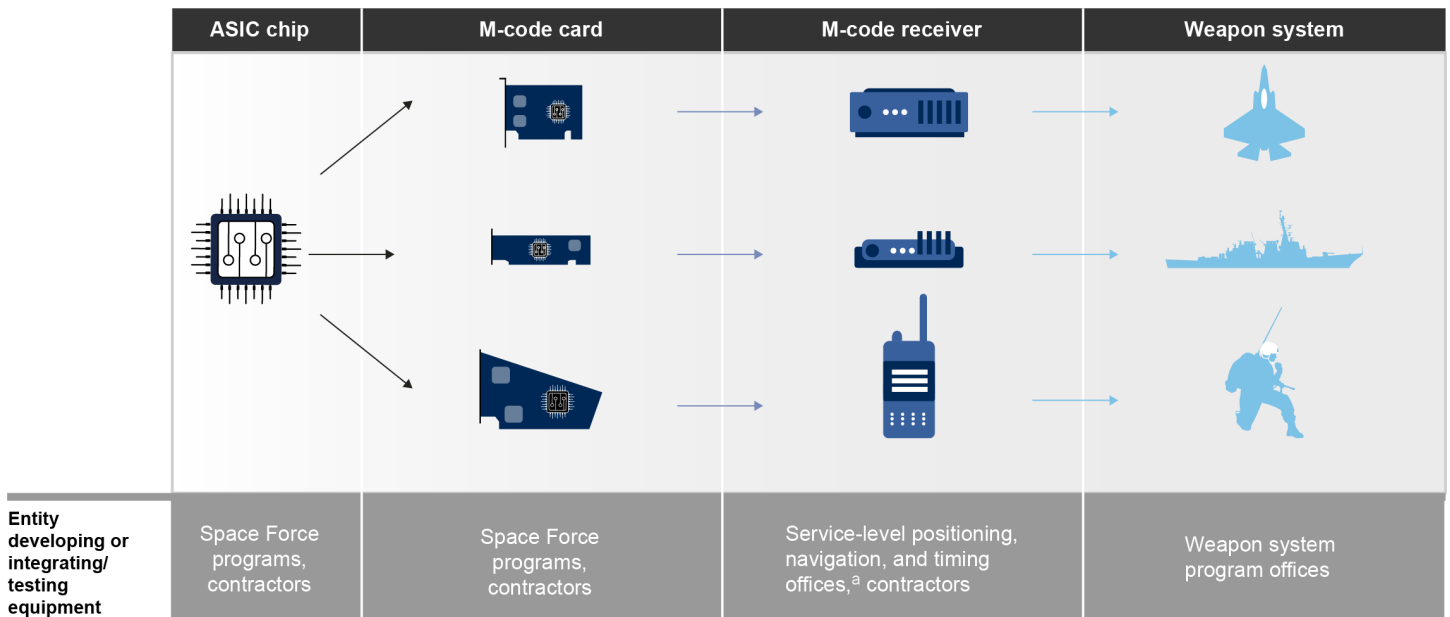 ASIC chip
M-code card
M-code receiver
Weapon system
Entity
developing or
integrating/
testing
equipment
Space Force
programs,
contractors
Space Force
programs,
contractors
Service-level positioning,
navigation, and timing
offices,a contractors
Weapon system
program offices